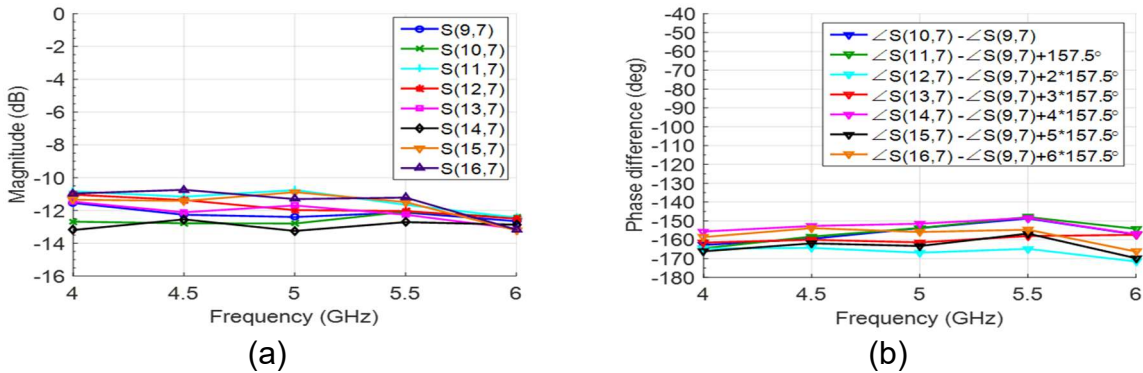 0
-2
-4
-6
-8
-10
-12
-14
-16
Magnitude (dB)
S(9,7)
S(10,7)
S(11,7)
S(12,7)
S(13,7)
S(14,7)
S(15,7)
S(16,7)
4 4.5 5 5.5 6
Frequency (GHz)
(a)
-40
-50
-60
-70
-80
-90
-100
-110
-120
-130
-140
-150
-160
-170
-180
Phase difference (deg)
∠S(10,7) -∠S(9,7)
∠S(11,7) -∠S(9,7)+157.5°
∠S(12,7) -∠S(9,7)+2*157.5°
∠S(13,7) -∠S(9,7)+3*157.5°
∠S(14,7) -∠S(9,7)+4*157.5°
∠S(15,7) -∠S(9,7)+5*157.5°
∠S(16,7) -∠S(9,7)+6*157.5°
4 4.5 5 5.5 6
Frequency (GHz)
(b)